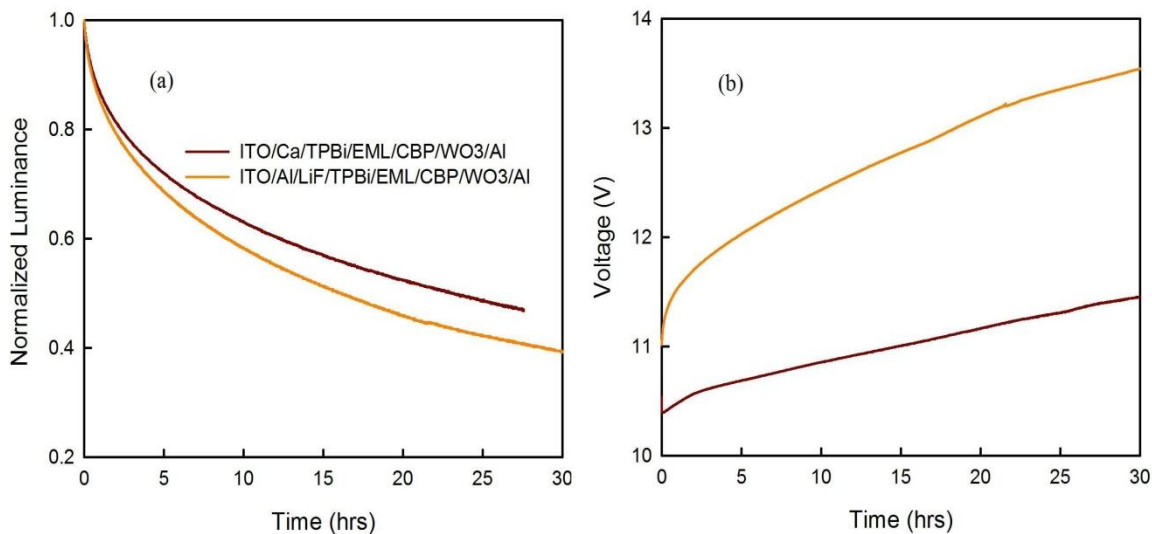 (a)
Normalized Luminance
1.0
0.8
0.6
0.4
0.2
ITO/Ca/TPBi/EML/CBP/WO3/Al
ITO/Al/LiF/TPBi/EML/CBP/WO3/Al
0 5 10 15 20 25 30
Time (hrs)
(b)
Voltage (V)
14
13
12
11
10
0 5 10 15 20 25 30
Time (hrs)